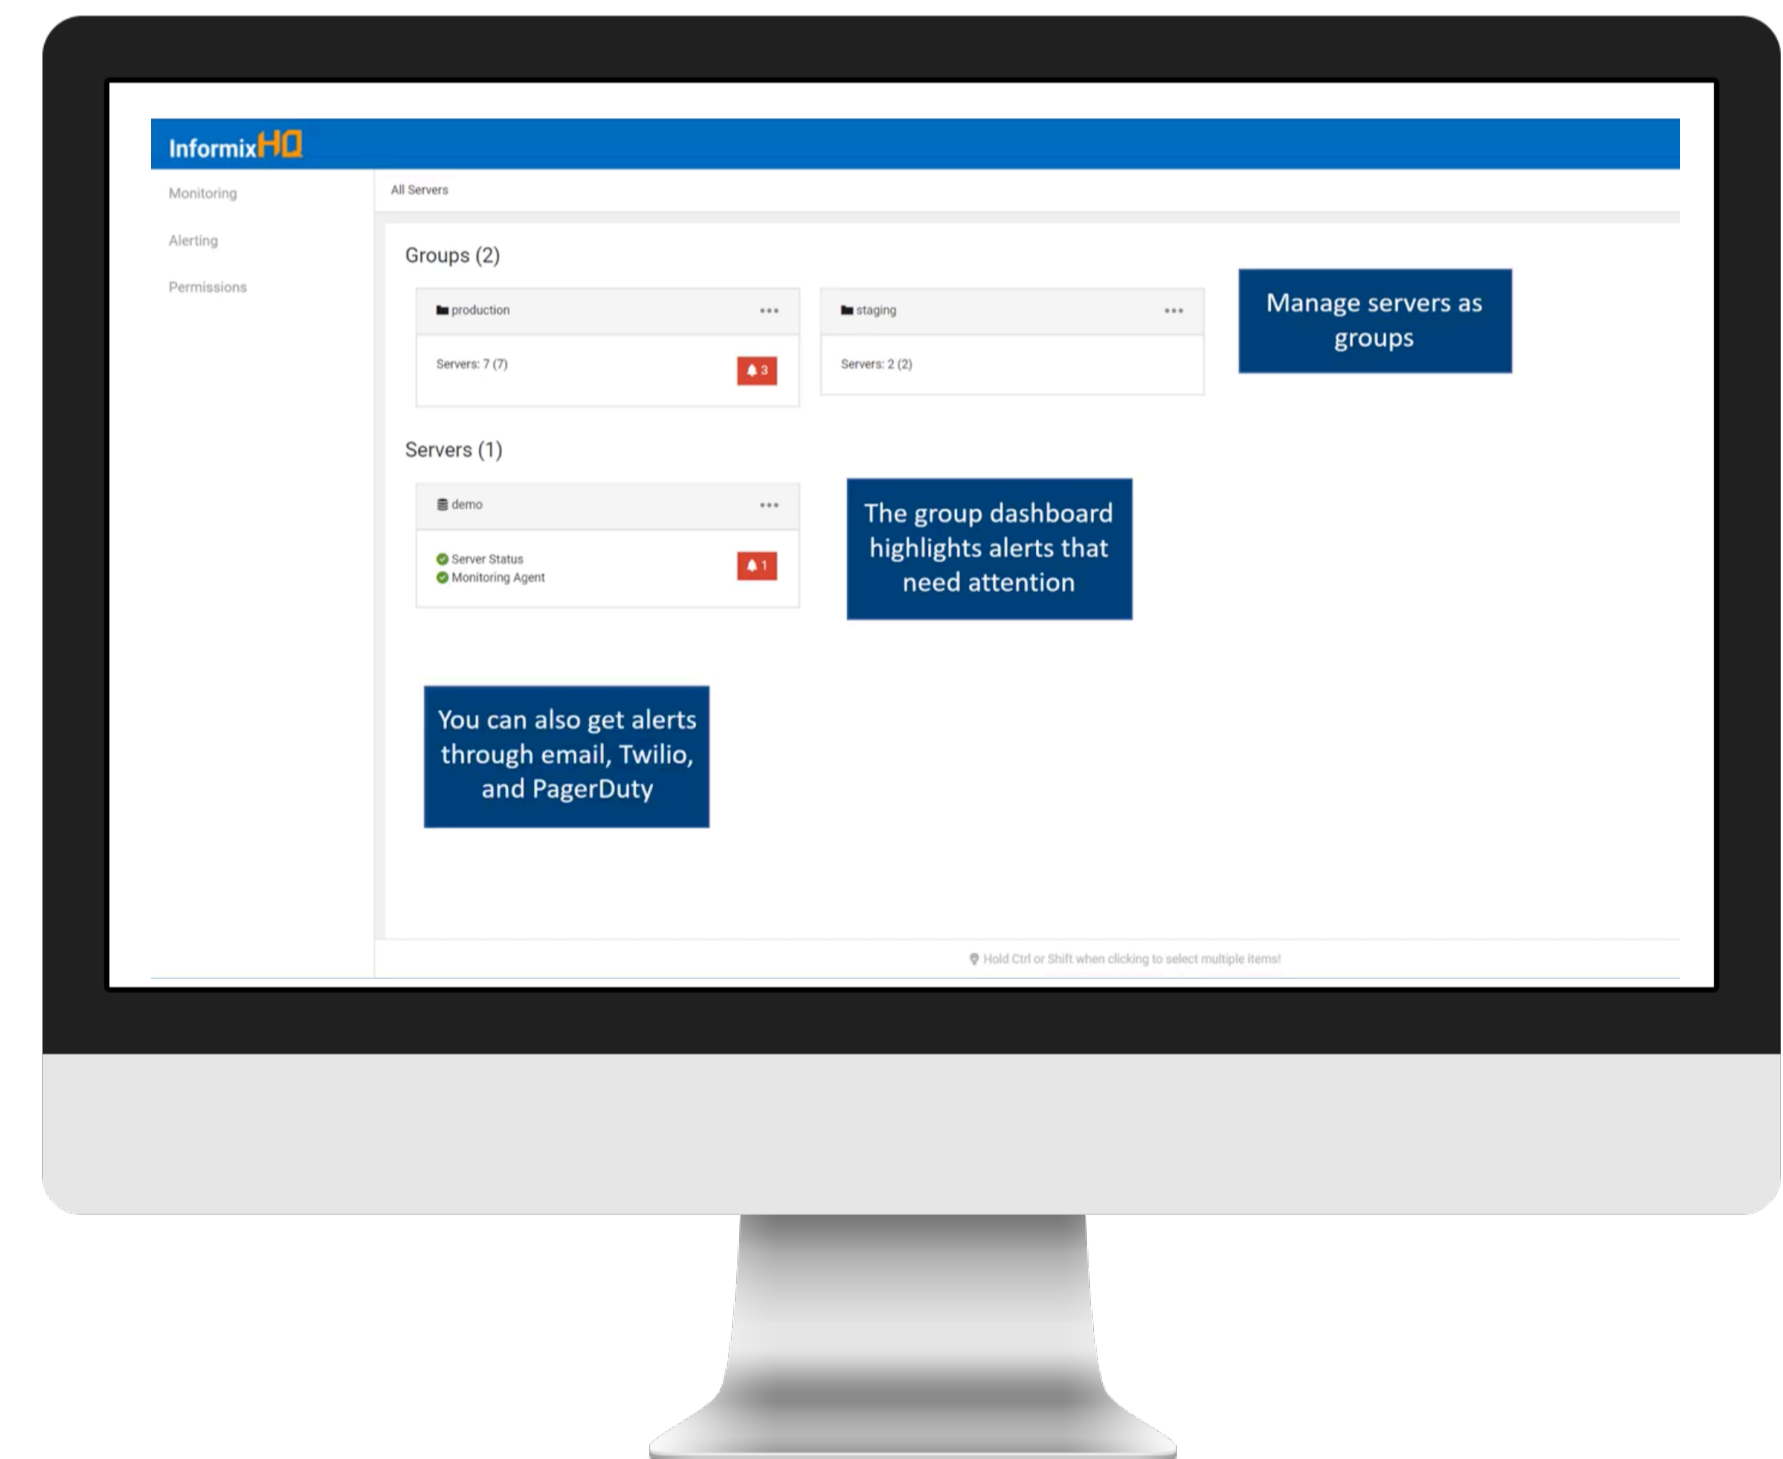 InformixHQ
Monitoring
Alerting
Permissions
All Servers
Groups (2)
production
Servers: 7 (7)
3
staging
Servers: 2 (2)
Manage servers as
groups
Servers (1)
demo
Server Status
Monitoring Agent
1
The group dashboard
highlights alerts that
need attention
You can also get alerts
through email, Twilio,
and PagerDuty
Hold Ctrl or Shift when clicking to select multiple items!